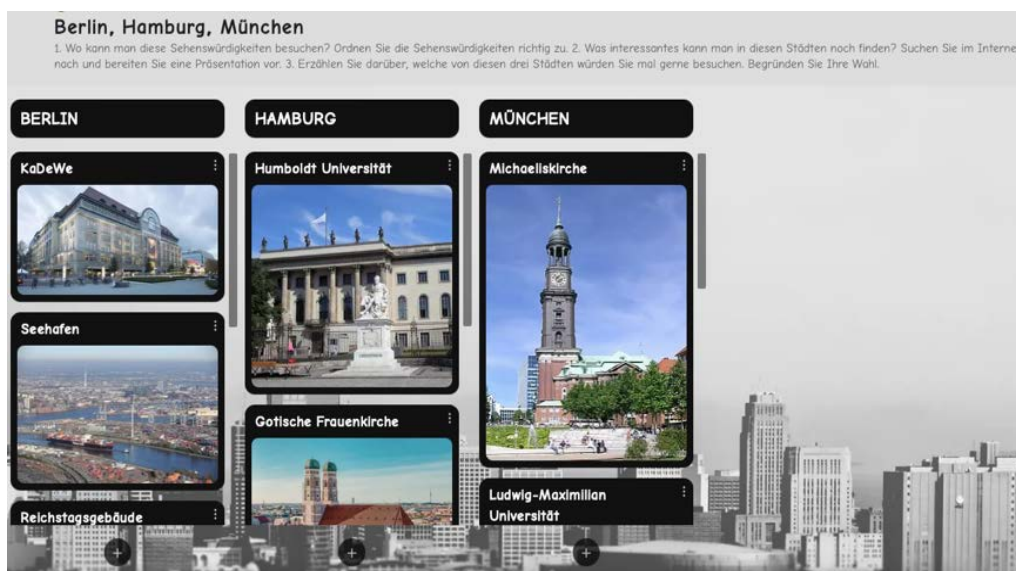 Berlin, Hamburg, München
1. Wo kann man diese Sehenswürdigkeiten besuchen? Ordnen Sie die Sehenswürdigkeiten richtig zu. 2. Was interessantes kann man in diesen Städten noch finden? Suchen Sie im Interne
nach und bereiten Sie eine Präsentation vor. 3. Erzählen Sie darüber, welche von diesen drei Städten würden Sie mal gerne besuchen. Begründen Sie Ihre Wahl.
BERLIN
HAMBURG
MÜNCHEN
KaDeWe
Seehafen
Reichstagsgebäude
Humboldt Universität
Gotische Frauenkirche
Michaeliskirche
Ludwig-Maximilian
Universität